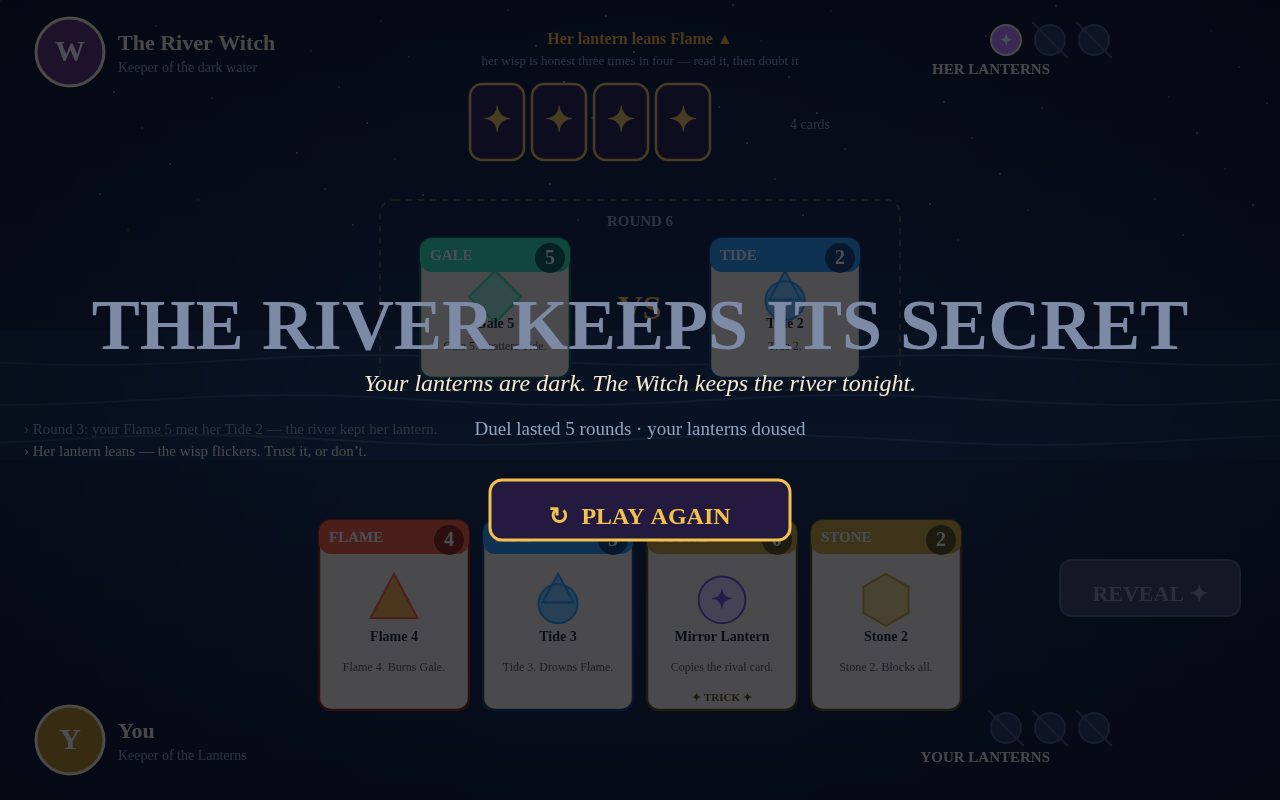 W
The River Witch
Keeper of the dark water
Her lantern leans Flame ▲
her wisp is honest three times in four — read it, then doubt it
HER LANTERNS
4 cards
ROUND 6
GALE 5
TIDE 2
VS
THE RIVER KEEPS ITS SECRET
Your lanterns are dark. The Witch keeps the river tonight.
› Round 3: your Flame 5 met her Tide 2 — the river kept her lantern.
Duel lasted 5 rounds · your lanterns doused
› Her lantern leans — the wisp flickers. Trust it, or don't.
↻ PLAY AGAIN
FLAME 4
STONE 2
REVEAL ✦
Flame 4
Tide 3
Mirror Lantern
Stone 2
Flame 4. Burns Gale.
Tide 3. Drowns Flame.
Copies the rival card.
Stone 2. Blocks all.
✦ TRICK ✦
Y
You
Keeper of the Lanterns
YOUR LANTERNS